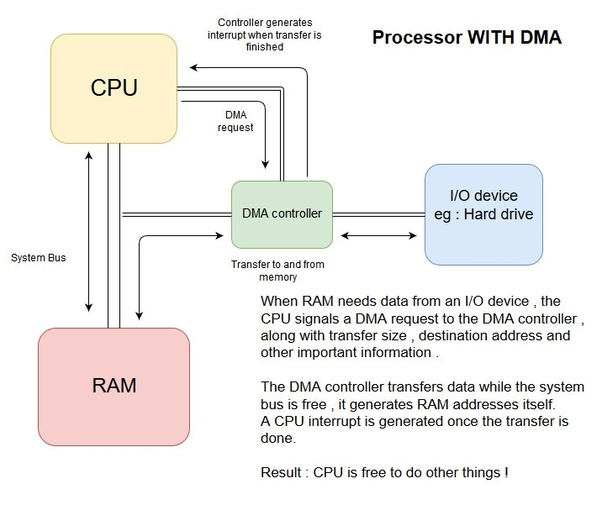 Controller generates
interrupt when transfer is
finished
Processor WITH DMA
CPU
DMA
request
I/O device
eg : Hard drive
DMA controller
System Bus
Transfer to and from
memory
When RAM needs data from an I/O device , the
CPU signals a DMA request to the DMA controller ,
along with transfer size , destination address and
other important information .
The DMA controller transfers data while the system
bus is free , it generates RAM addresses itself.
A CPU interrupt is generated once the transfer is
done.
Result : CPU is free to do other things !
RAM